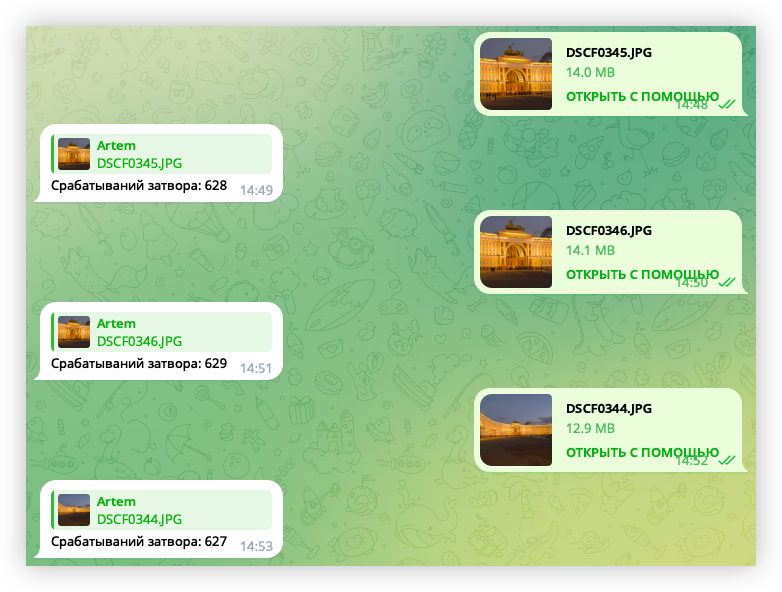 DSCF0345.JPG
14.0 MB
ОТКРЫТЬ С ПОМОЩЬЮ
14:48
Artem
DSCF0345.JPG
Срабатываний затвора: 628
14:49
DSCF0346.JPG
14.1 MB
ОТКРЫТЬ С ПОМОЩЬЮ
14:50
Artem
DSCF0346.JPG
Срабатываний затвора: 629
14:51
DSCF0344.JPG
12.9 MB
ОТКРЫТЬ С ПОМОЩЬЮ
14:52
Artem
DSCF0344.JPG
Срабатываний затвора: 627
14:53